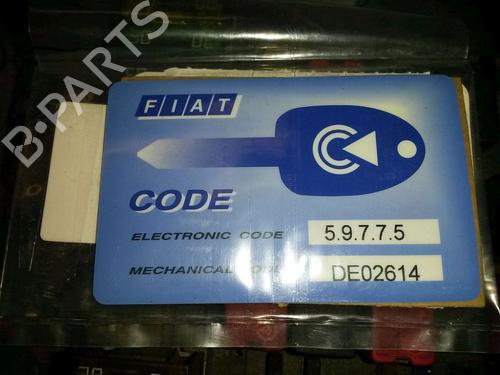 B-PARTS
FIAT
CODE
ELECTRONIC CODE 5.9.7.7.5
MECHANICAL CODE DE02614